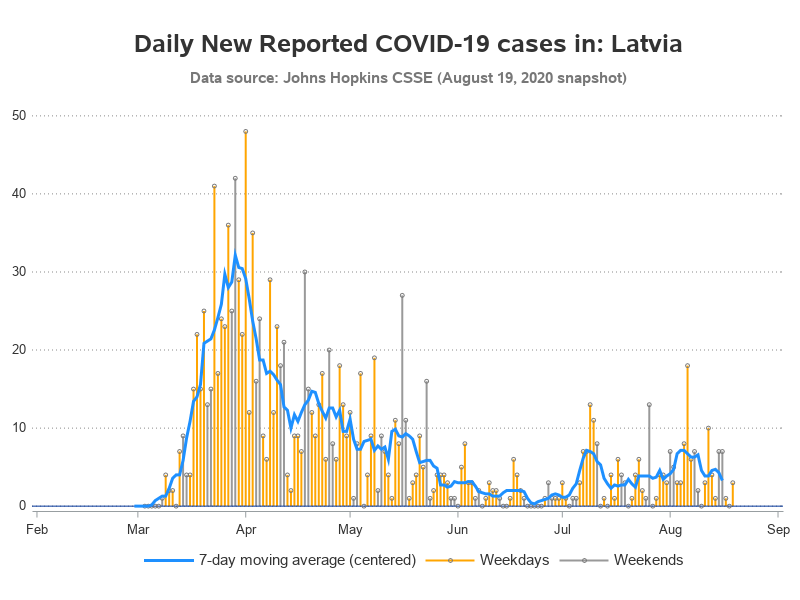 Daily New Reported COVID-19 cases in: Latvia
Data source: Johns Hopkins CSSE (August 19, 2020 snapshot)
50
40
30
20
10
0
Feb Mar Apr May Jun Jul Aug Sep
7-day moving average (centered) Weekdays Weekends